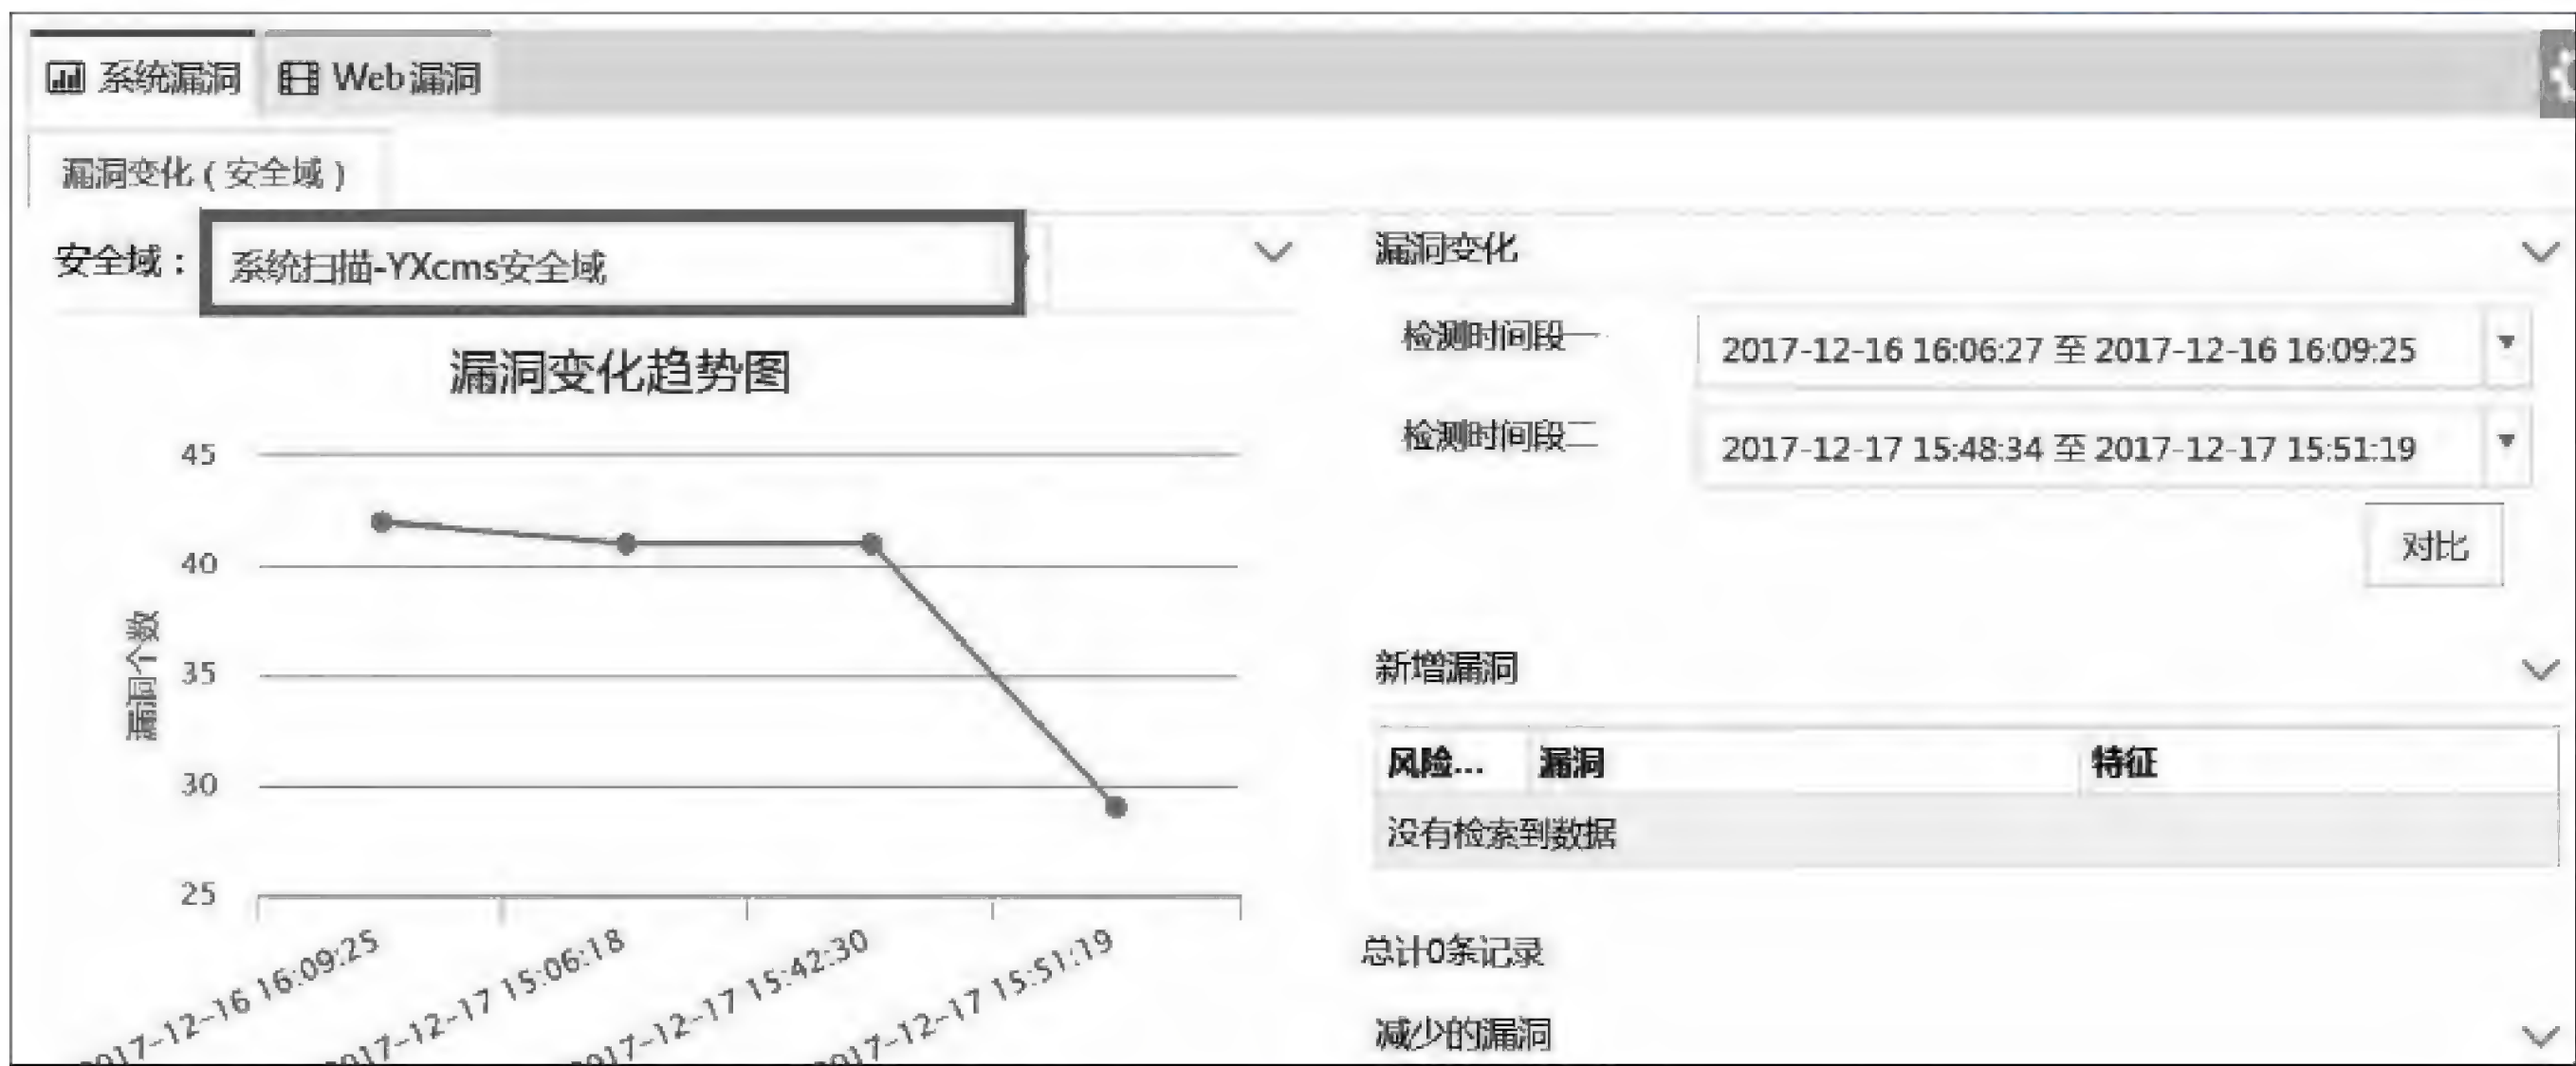 系统漏洞 Web漏洞
漏洞变化（安全域）
安全域：系统扫描-YXcms安全域
漏洞变化趋势图
漏洞个数
45
40
35
30
25
2017-12-16 16:09:25
2017-12-17 15:06:18
2017-12-17 15:42:30
2017-12-17 15:51:19
漏洞变化
检测时间段一 2017-12-16 16:06:27 至 2017-12-16 16:09:25
检测时间段二 2017-12-17 15:48:34 至 2017-12-17 15:51:19
对比
新增漏洞
风险... 漏洞 特征
没有检索到数据
总计0条记录
减少的漏洞